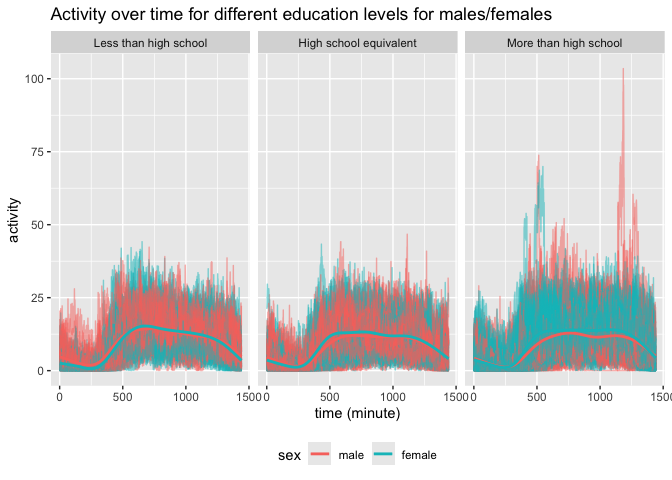 Activity over time for different education levels for males/females
Less than high school High school equivalent More than high school
100
75
50
25
0
activity
0 500 1000 1500 0 500 1000 1500 0 500 1000 1500
time (minute)
sex male female